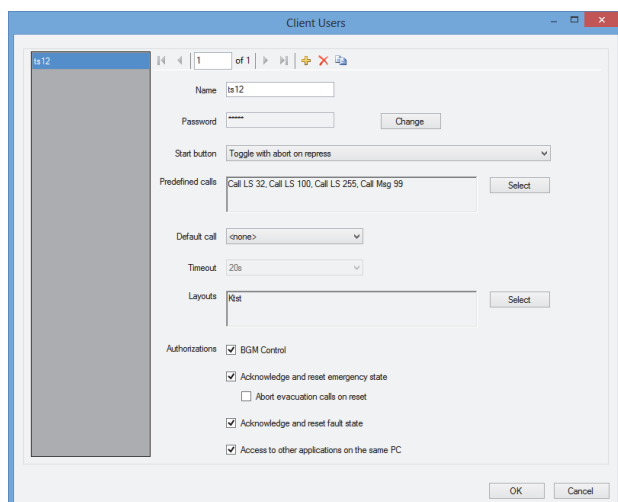 Client Users
ts12
1 of 1
Name ts12
Password ***** Change
Start button Toggle with abort on repress
Predefined calls Call LS 32, Call LS 100, Call LS 255, Call Msg 99 Select
Default call <none>
Timeout 20s
Layouts Ktst Select
Authorizations BGM Control
Acknowledge and reset emergency state
Abort evacuation calls on reset
Acknowledge and reset fault state
Access to other applications on the same PC
OK Cancel